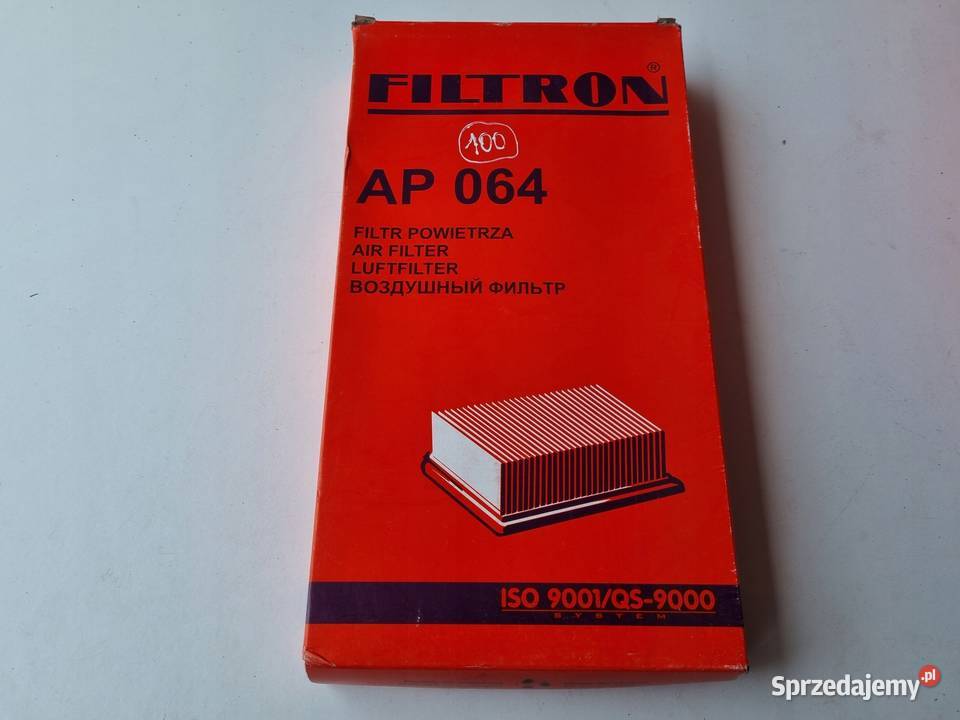 FILTRON®
100
AP 064
FILTR POWIETRZA
AIR FILTER
LUFTFILTER
ВОЗДУШНЫЙ ФИЛЬТР
ISO 9001/QS-9000
SYSTEM
Sprzedajemy.pl